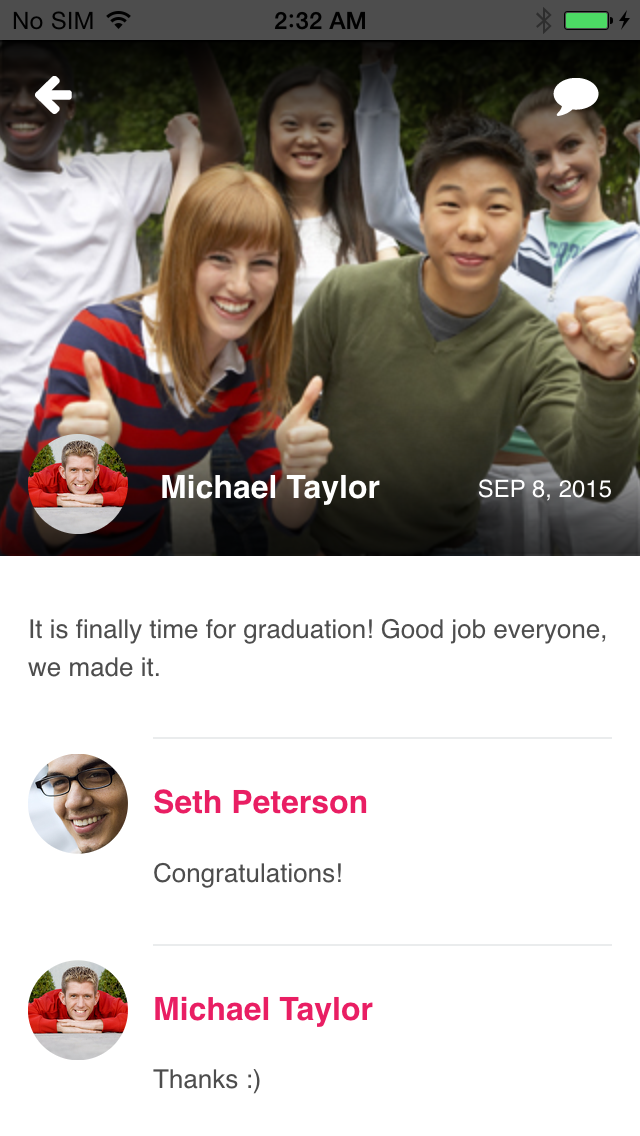 No SIM 2:32 AM
Michael Taylor SEP 8, 2015
It is finally time for graduation! Good job everyone,
we made it.
Seth Peterson
Congratulations!
Michael Taylor
Thanks :)